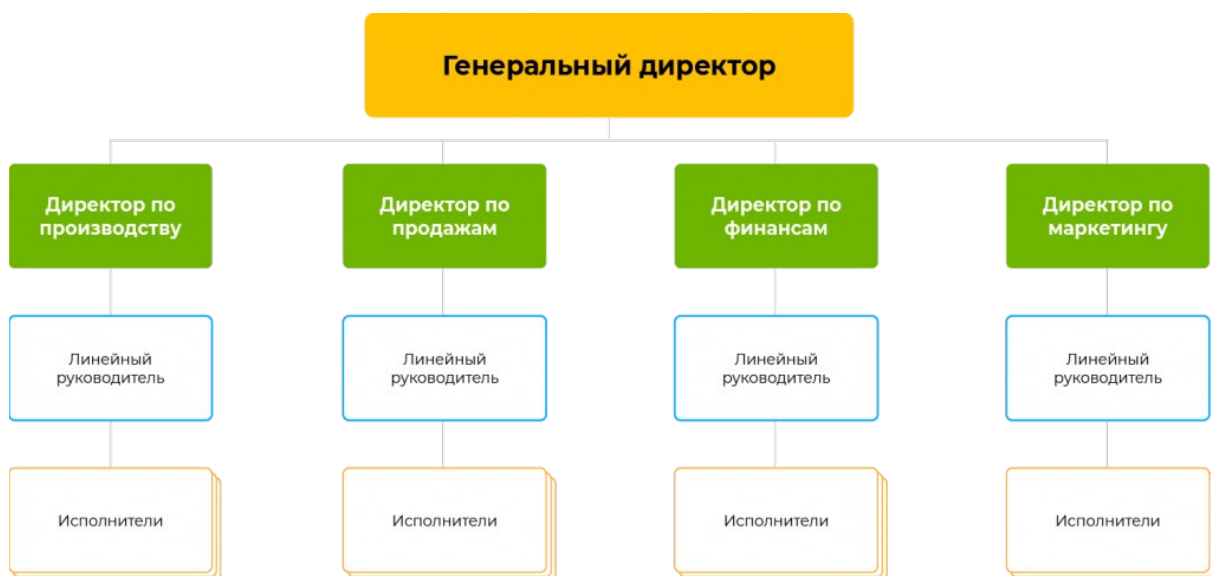 Генеральный директор
Директор по
производству
Директор по
продажам
Директор по
финансам
Директор по
маркетингу
Линейный
руководитель
Линейный
руководитель
Линейный
руководитель
Линейный
руководитель
Исполнители
Исполнители
Исполнители
Исполнители